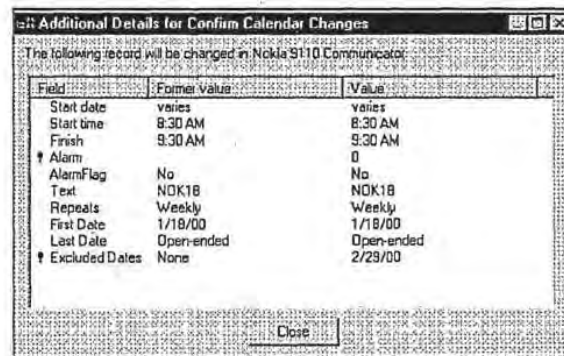 Additional Details for Confirm Calendar Changes
The following record will be changed in Nokia 9110 Communicator
Field Former value Value
Start date varies varies
Start time 8:30 AM 8:30 AM
Finish 9:30 AM 9:30 AM
Alarm 0
AlarmFlag No No
Text NOK18 NOK18
Repeats Weekly Weekly
First Date 1/18/00 1/18/00
Last Date Open-ended Open-ended
Excluded Dates None 2/29/00
Close